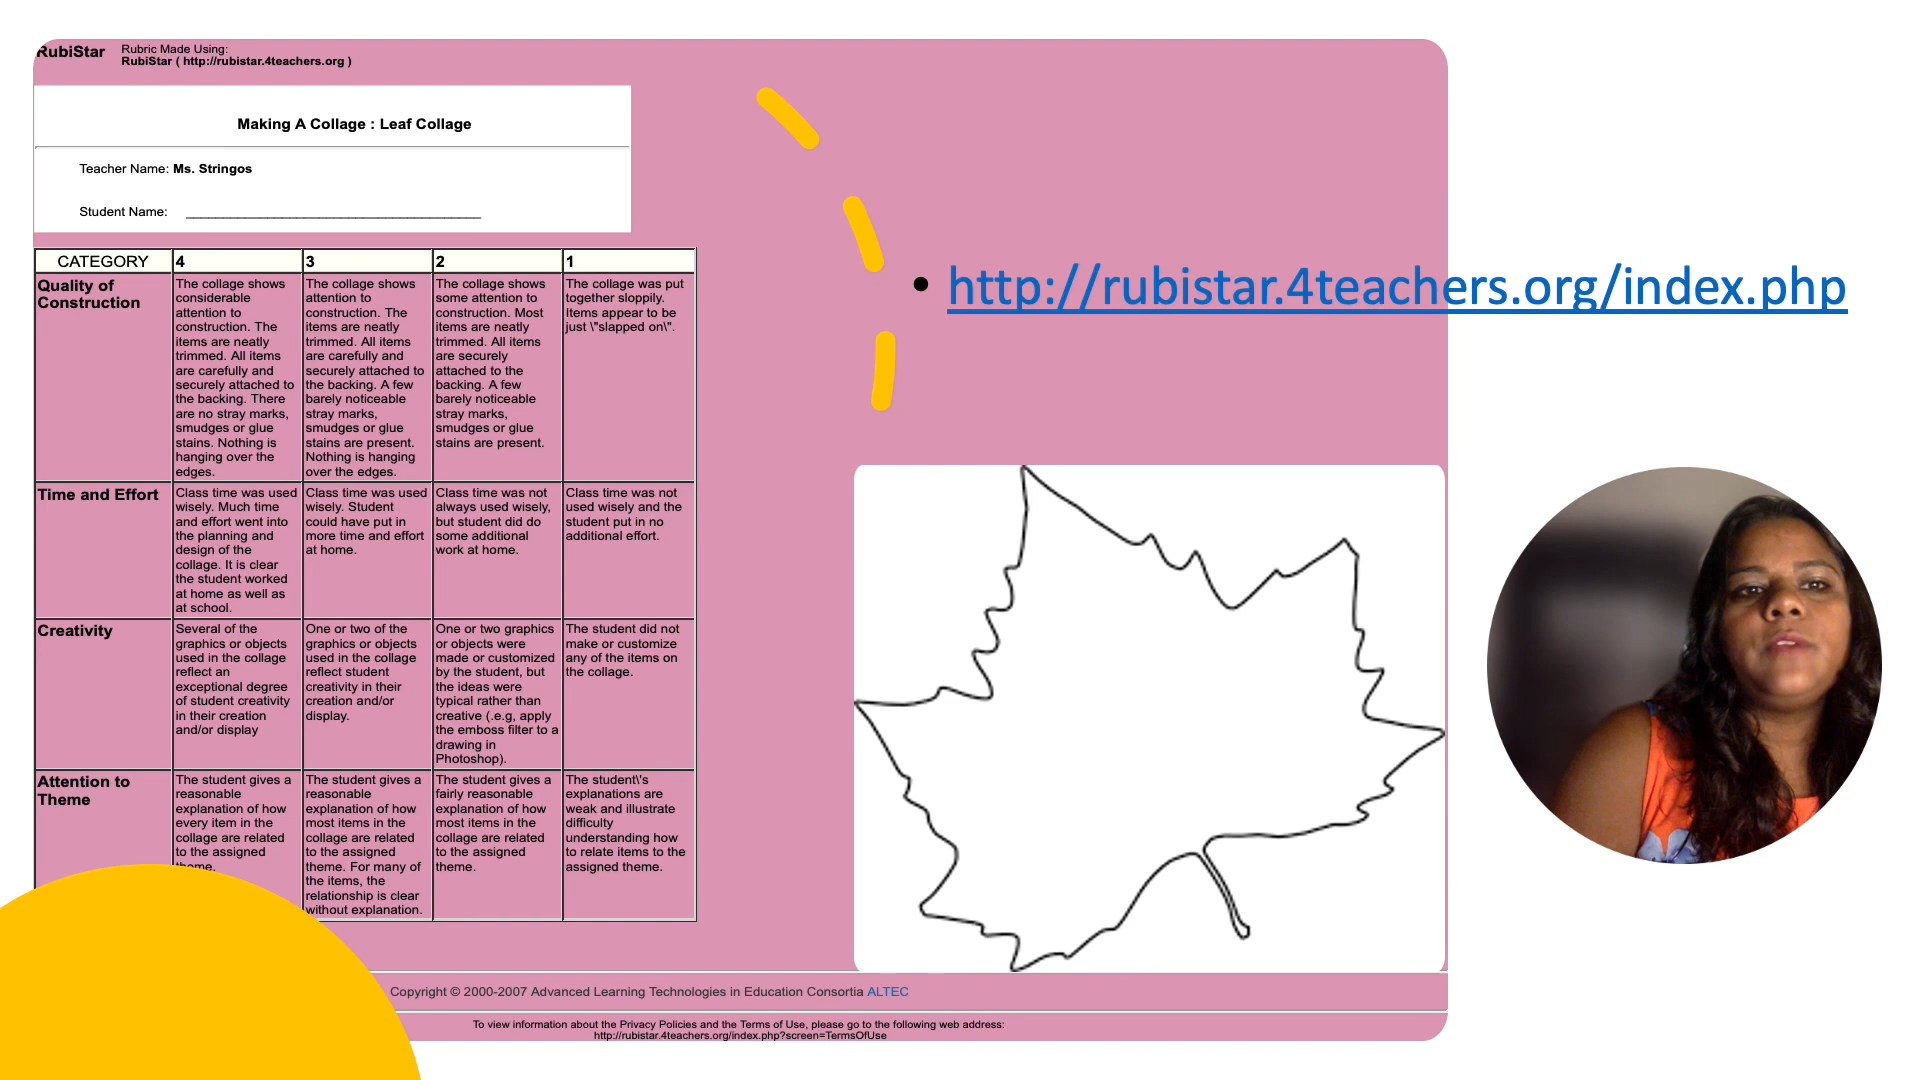 RubiStar
Rubric Made Using:
RubiStar ( http://rubistar.4teachers.org )
Making A Collage : Leaf Collage
Teacher Name: Ms. Stringos
Student Name: ________________________________________
CATEGORY 4 3 2 1
Quality of
Construction
The collage shows
considerable
attention to
construction. The
items are neatly
trimmed. All items
are carefully and
securely attached to
the backing. There
are no stray marks,
smudges or glue
stains. Nothing is
hanging over the
edges.
The collage shows
attention to
construction. The
items are neatly
trimmed. All items
are carefully and
securely attached to
the backing. A few
barely noticeable
stray marks,
smudges or glue
stains are present.
Nothing is hanging
over the edges.
The collage shows
some attention to
construction. Most
items are neatly
trimmed. All items
are securely
attached to the
backing. A few
barely noticeable
stray marks,
smudges or glue
stains are present.
The collage was put
together sloppily.
Items appear to be
just \"slapped on\".
Time and Effort
Class time was used
wisely. Much time
and effort went into
the planning and
design of the
collage. It is clear
the student worked
at home as well as
at school.
Class time was used
wisely. Student
could have put in
more time and effort
at home.
Class time was not
always used wisely,
but student did do
some additional
work at home.
Class time was not
used wisely and the
student put in no
additional effort.
Creativity
Several of the
graphics or objects
used in the collage
reflect an
exceptional degree
of student creativity
in their creation
and/or display
One or two of the
graphics or objects
used in the collage
reflect student
creativity in their
creation and/or
display.
One or two graphics
or objects were
made or customized
by the student, but
the ideas were
typical rather than
creative (.e.g, apply
the emboss filter to a
drawing in
Photoshop).
The student did not
make or customize
any of the items on
the collage.
Attention to
Theme
The student gives a
reasonable
explanation of how
every item in the
collage are related
to the assigned
theme.
The student gives a
reasonable
explanation of how
most items in the
collage are related
to the assigned
theme. For many of
the items, the
relationship is clear
without explanation.
The student gives a
fairly reasonable
explanation of how
most items in the
collage are related
to the assigned
theme.
The student\'s
explanations are
weak and illustrate
difficulty
understanding how
to relate items to the
assigned theme.
• http://rubistar.4teachers.org/index.php
Copyright © 2000-2007 Advanced Learning Technologies in Education Consortia ALTEC
To view information about the Privacy Policies and the Terms of Use, please go to the following web address:
http://rubistar.4teachers.org/index.php?screen=TermsOfUse